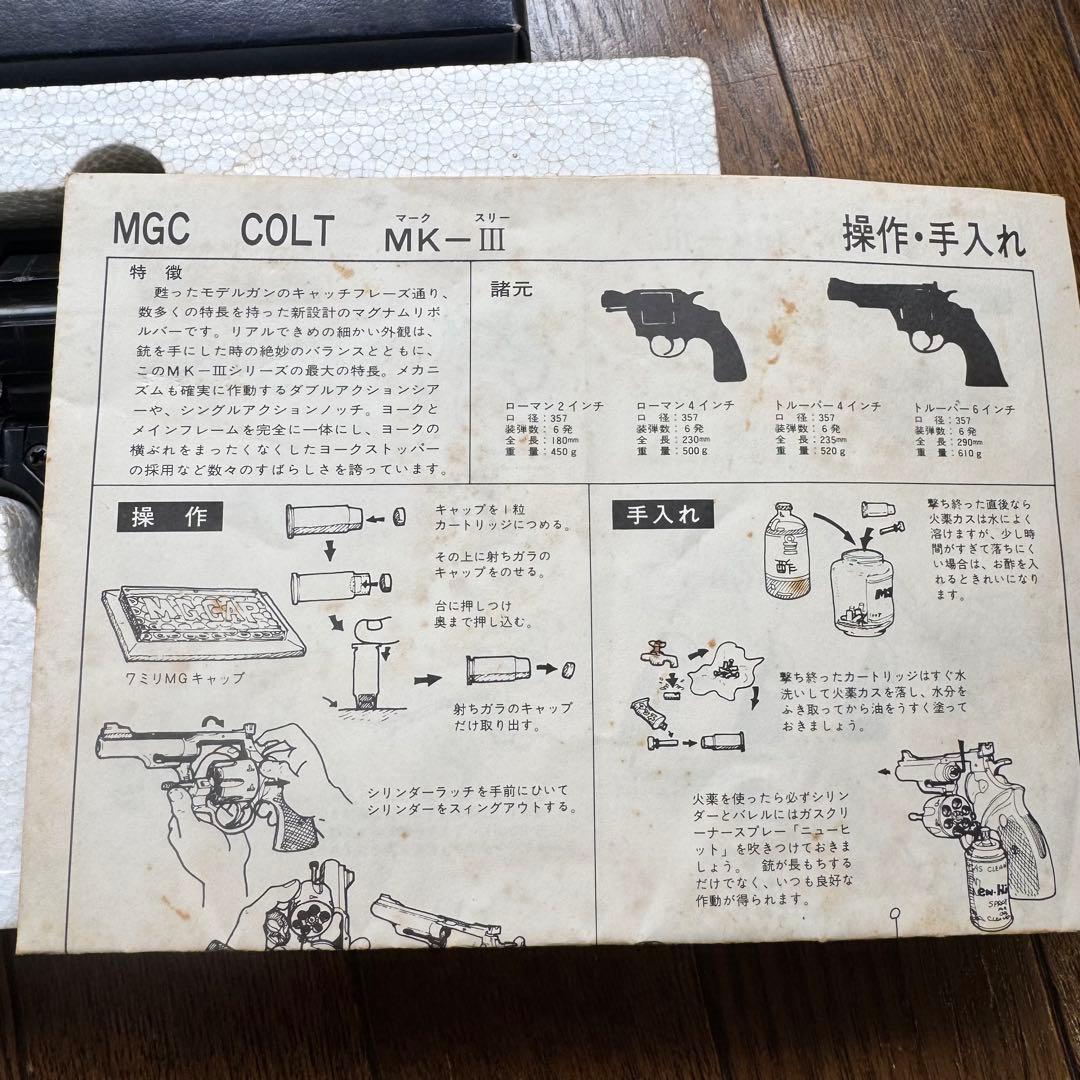 MGC COLT MK-Ⅲ
マーク スリー
操作・手入れ
特徴
甦ったモデルガンのキャッチフレーズ通り、
数多くの特長を持った新設計のマグナムリボ
ルバーです。リアルできめの細かい外観は、
銃を手にした時の絶妙のバランスとともに、
このMK-Ⅲシリーズの最大の特長。メカニ
ズムも確実に作動するダブルアクションシア
ーや、シングルアクションノッチ。ヨークと
メインフレームを完全に一体にし、ヨークの
横ぶれをまったくなくしたヨークストッパー
の採用など数々のすばらしさを誇っています。
諸元
ローマン2インチ
口径:357
装弾数:6発
全長:180mm
重量:450g
ローマン4インチ
口径:357
装弾数:6発
全長:230mm
重量:500g
トルーパー4インチ
口径:357
装弾数:6発
全長:235mm
重量:520g
トルーパー6インチ
口径:357
装弾数:6発
全長:290mm
重量:610g
操作
キャップを1粒
カートリッジにつめる。
その上に射ちガラの
キャップをのせる。
台に押しつけ
奥まで押し込む。
MGCAP
7ミリMGキャップ
射ちガラのキャップ
だけ取り出す。
シリンダーラッチを手前にひいて
シリンダーをスィングアウトする。
手入れ
酢
撃ち終った直後なら
火薬カスは水によく
溶けますが、少し時
間がすぎて落ちにく
い場合は、お酢を入
れるときれいになり
ます。
撃ち終ったカートリッジはすぐ水
洗いして火薬カスを落し、水分を
ふき取ってから油をうすく塗って
おきましょう。
火薬を使ったら必ずシリン
ダーとバレルにはガスクリ
ーナースプレー「ニューヒ
ット」を吹きつけておきま
しょう。 銃が長もちする
だけでなく、いつも良好な
作動が得られます。
AS CLEAN
ew-Hi